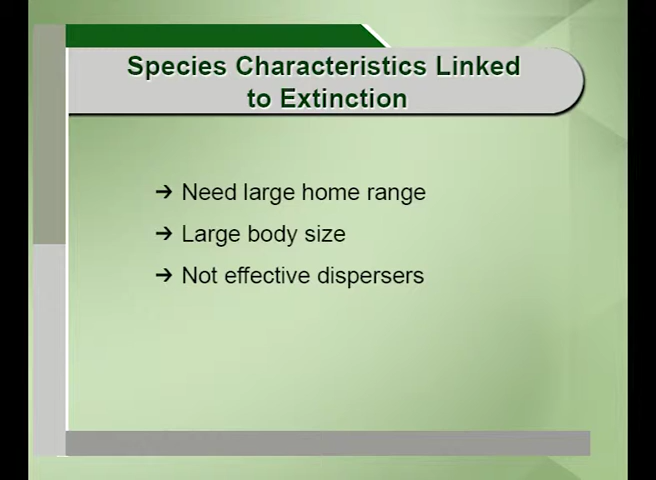 Species Characteristics Linked
to Extinction
→ Need large home range
→ Large body size
→ Not effective dispersers